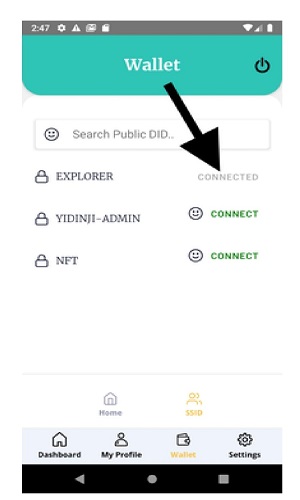 2:47
Wallet
Search Public DID..
EXPLORER CONNECTED
YIDINJI-ADMIN CONNECT
NFT CONNECT
Home SSID
Dashboard My Profile Wallet Settings